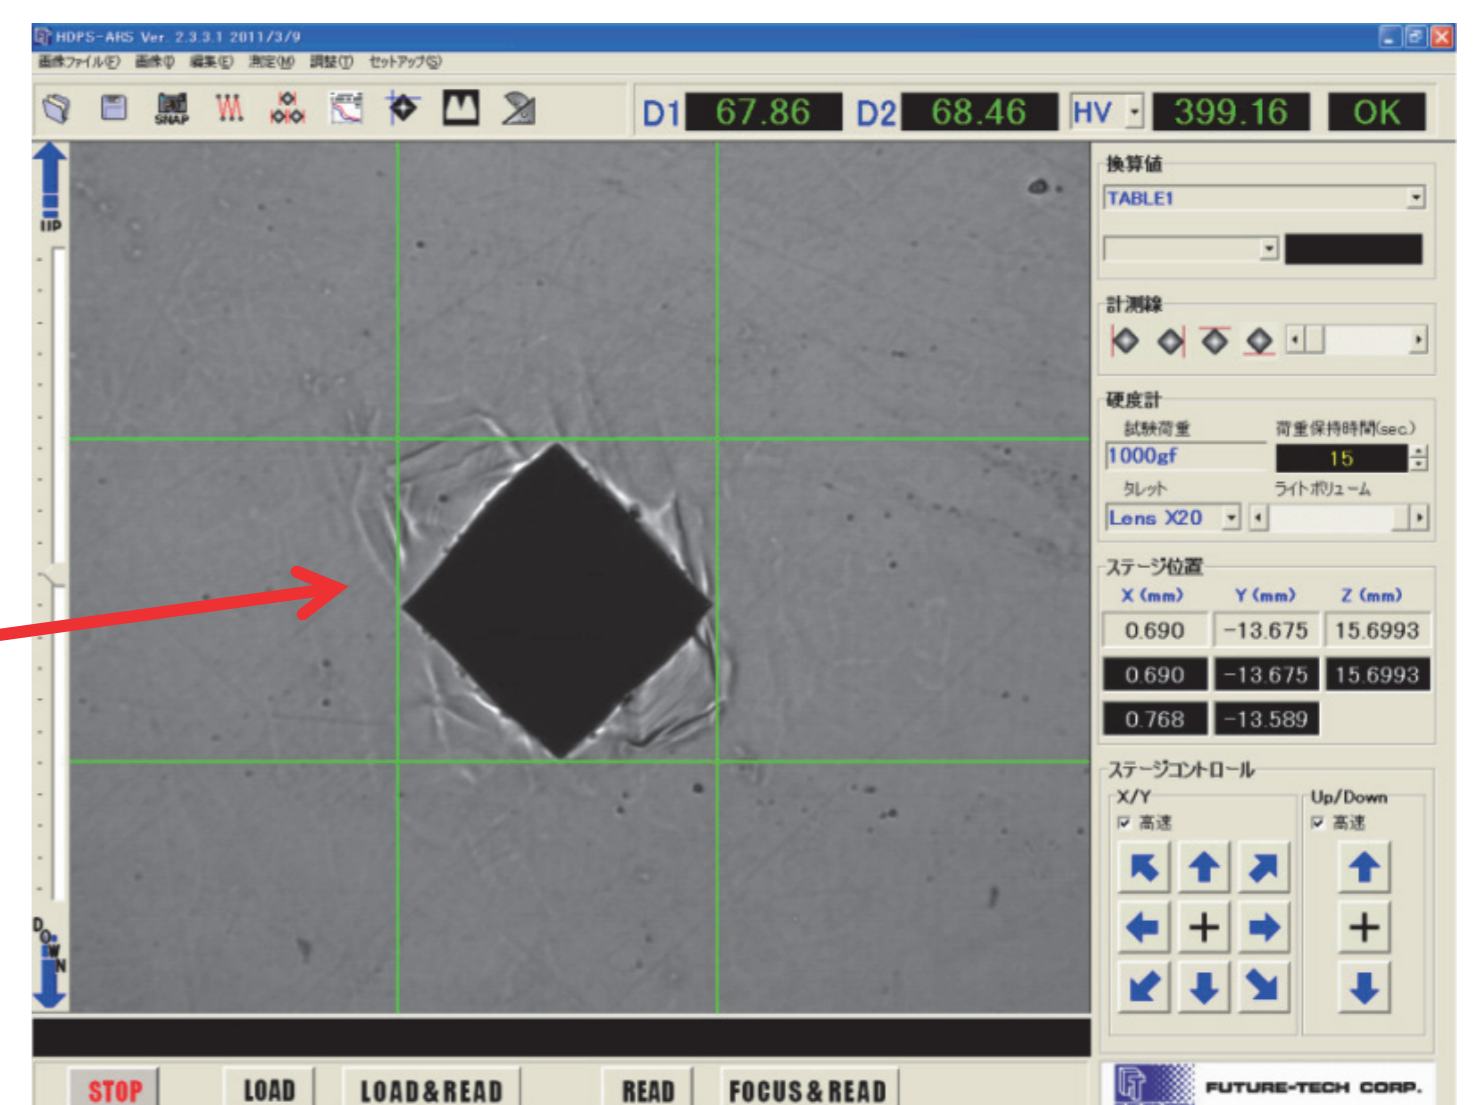 HDPS-ARS Ver. 2.3.3.1 2011/3/9
画像ファイル(F) 画像(I) 編集(E) 測定(M) 調整(T) セットアップ(S)
SNAP
D1 67.86 D2 68.46 HV 399.16 OK
UP
換算値
TABLE1
計測線
硬度計
試験荷重 荷重保持時間(sec.)
1000gf 15
タレット ライトボリューム
Lens X20
ステージ位置
X (mm) Y (mm) Z (mm)
0.690 -13.675 15.6993
0.690 -13.675 15.6993
0.768 -13.589
ステージコントロール
X/Y Up/Down
高速 高速
DOWN
STOP LOAD LOAD&READ READ FOCUS&READ
FT FUTURE-TECH CORP.